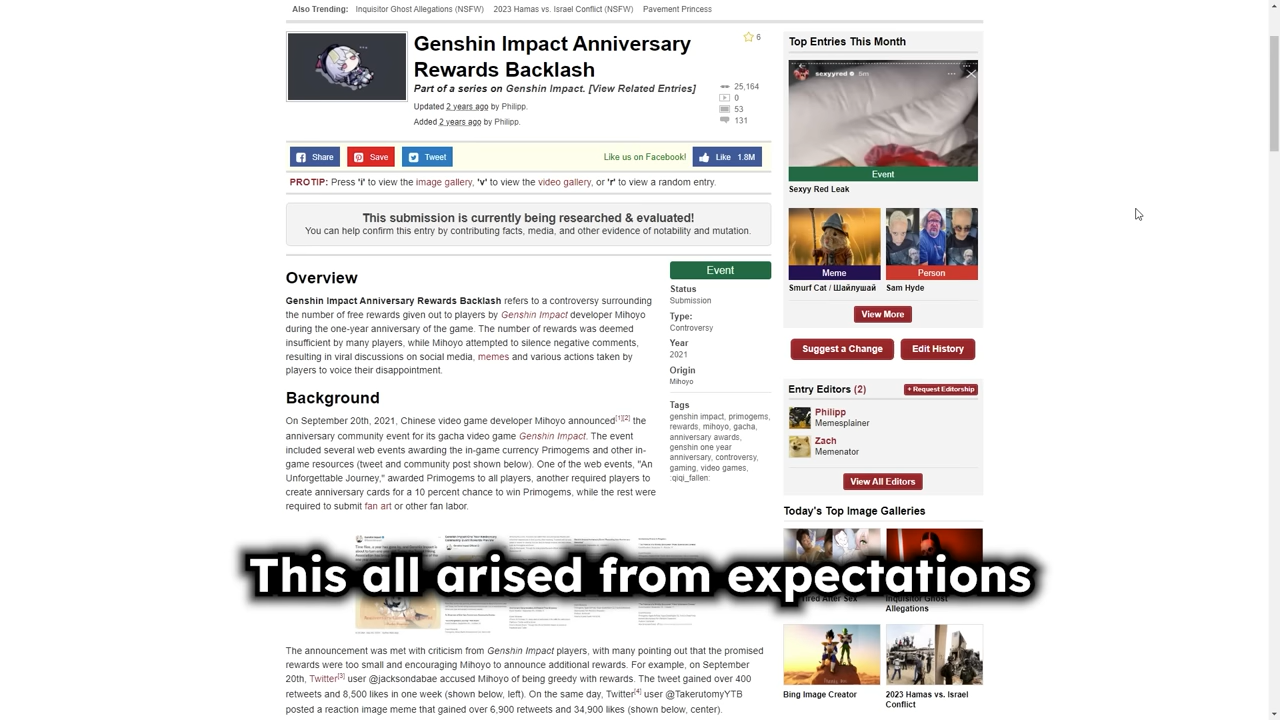 Also Trending: Inquisitor Ghost Allegations (NSFW) 2023 Hamas vs. Israel Conflict (NSFW) Pavement Princess
Genshin Impact Anniversary
Rewards Backlash
6
Part of a series on Genshin Impact. [View Related Entries]
Updated 2 years ago by Philipp.
Added 2 years ago by Philipp.
25,164
0
53
131
Share
Save
Tweet
Like us on Facebook!
Like 1.8M
PROTIP: Press 'i' to view the image gallery, 'v' to view the video gallery, or 'r' to view a random entry.
This submission is currently being researched & evaluated!
You can help confirm this entry by contributing facts, media, and other evidence of notability and mutation.
Overview
Genshin Impact Anniversary Rewards Backlash refers to a controversy surrounding
the number of free rewards given out to players by Genshin Impact developer Mihoyo
during the one-year anniversary of the game. The number of rewards was deemed
insufficient by many players, while Mihoyo attempted to silence negative comments,
resulting in viral discussions on social media, memes and various actions taken by
players to voice their disappointment.
Background
On September 20th, 2021, Chinese video game developer Mihoyo announced[1][2] the
anniversary community event for its gacha video game Genshin Impact. The event
included several web events awarding the in-game currency Primogems and other in-
game resources (tweet and community post shown below). One of the web events, "An
Unforgettable Journey," awarded Primogems to all players, another required players to
create anniversary cards for a 10 percent chance to win Primogems, while the rest were
required to submit fan art or other fan labor.
Event
Status
Submission
Type:
Controversy
Year
2021
Origin
Mihoyo
Tags
genshin impact, primogems,
rewards, mihoyo, gacha,
anniversary awards,
genshin one year
anniversary, controversy,
gaming, video games,
:qiqi_fallen:
This all arised from expectations
The announcement was met with criticism from Genshin Impact players, with many pointing out that the promised
rewards were too small and encouraging Mihoyo to announce additional rewards. For example, on September
20th, Twitter[3] user @jacksondabae accused Mihoyo of being greedy with rewards. The tweet gained over 400
retweets and 8,500 likes in one week (shown below, left). On the same day, Twitter[4] user @TakerutomyYTB
posted a reaction image meme that gained over 6,900 retweets and 34,900 likes (shown below, center).
Top Entries This Month
sexyyred 5m
Event
Sexyy Red Leak
Meme
Smurf Cat / Шайлушай
Person
Sam Hyde
View More
Suggest a Change
Edit History
Entry Editors (2)
+ Request Editorship
Philipp
Memesplainer
Zach
Memenator
View All Editors
Today's Top Image Galleries
After Sex
Inquisitor Ghost
Allegations
Bing Image Creator
2023 Hamas vs. Israel
Conflict